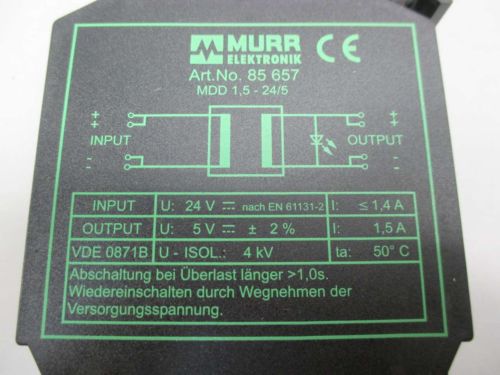 MURR CE
ELEKTRONIK
Art.No. 85 657
MDD 1,5 - 24/5
+ +
+ +
INPUT OUTPUT
- -
- -
INPUT U: 24 V ⎓ nach EN 61131-2 I: ≤ 1,4 A
OUTPUT U: 5 V ⎓ ± 2 % I: 1,5 A
VDE 0871B U - ISOL.: 4 kV ta: 50° C
Abschaltung bei Überlast länger >1,0s.
Wiedereinschalten durch Wegnehmen der
Versorgungsspannung.